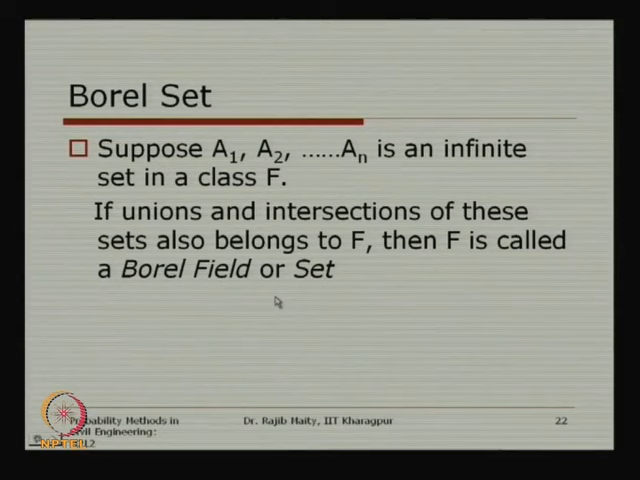 Borel Set
Suppose A1, A2, ......An is an infinite
set in a class F.
If unions and intersections of these
sets also belongs to F, then F is called
a Borel Field or Set
Probability Methods in
Civil Engineering:
Dr. Rajib Maity, IIT Kharagpur
22
NPTEL